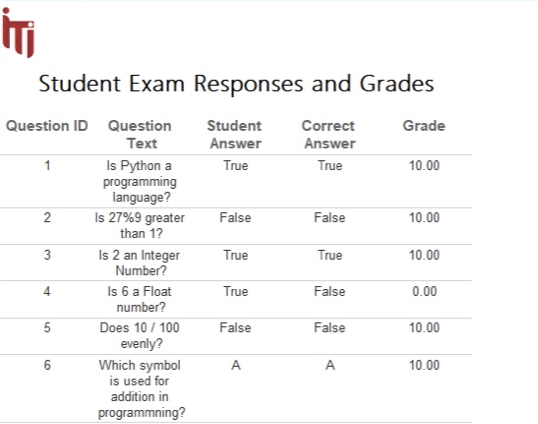 iTi
Student Exam Responses and Grades
Question ID Question Text Student Answer Correct Answer Grade
1 Is Python a programming language? True True 10.00
2 Is 27%9 greater than 1? False False 10.00
3 Is 2 an Integer Number? True True 10.00
4 Is 6 a Float number? True False 0.00
5 Does 10 / 100 evenly? False False 10.00
6 Which symbol is used for addition in programmning? A A 10.00